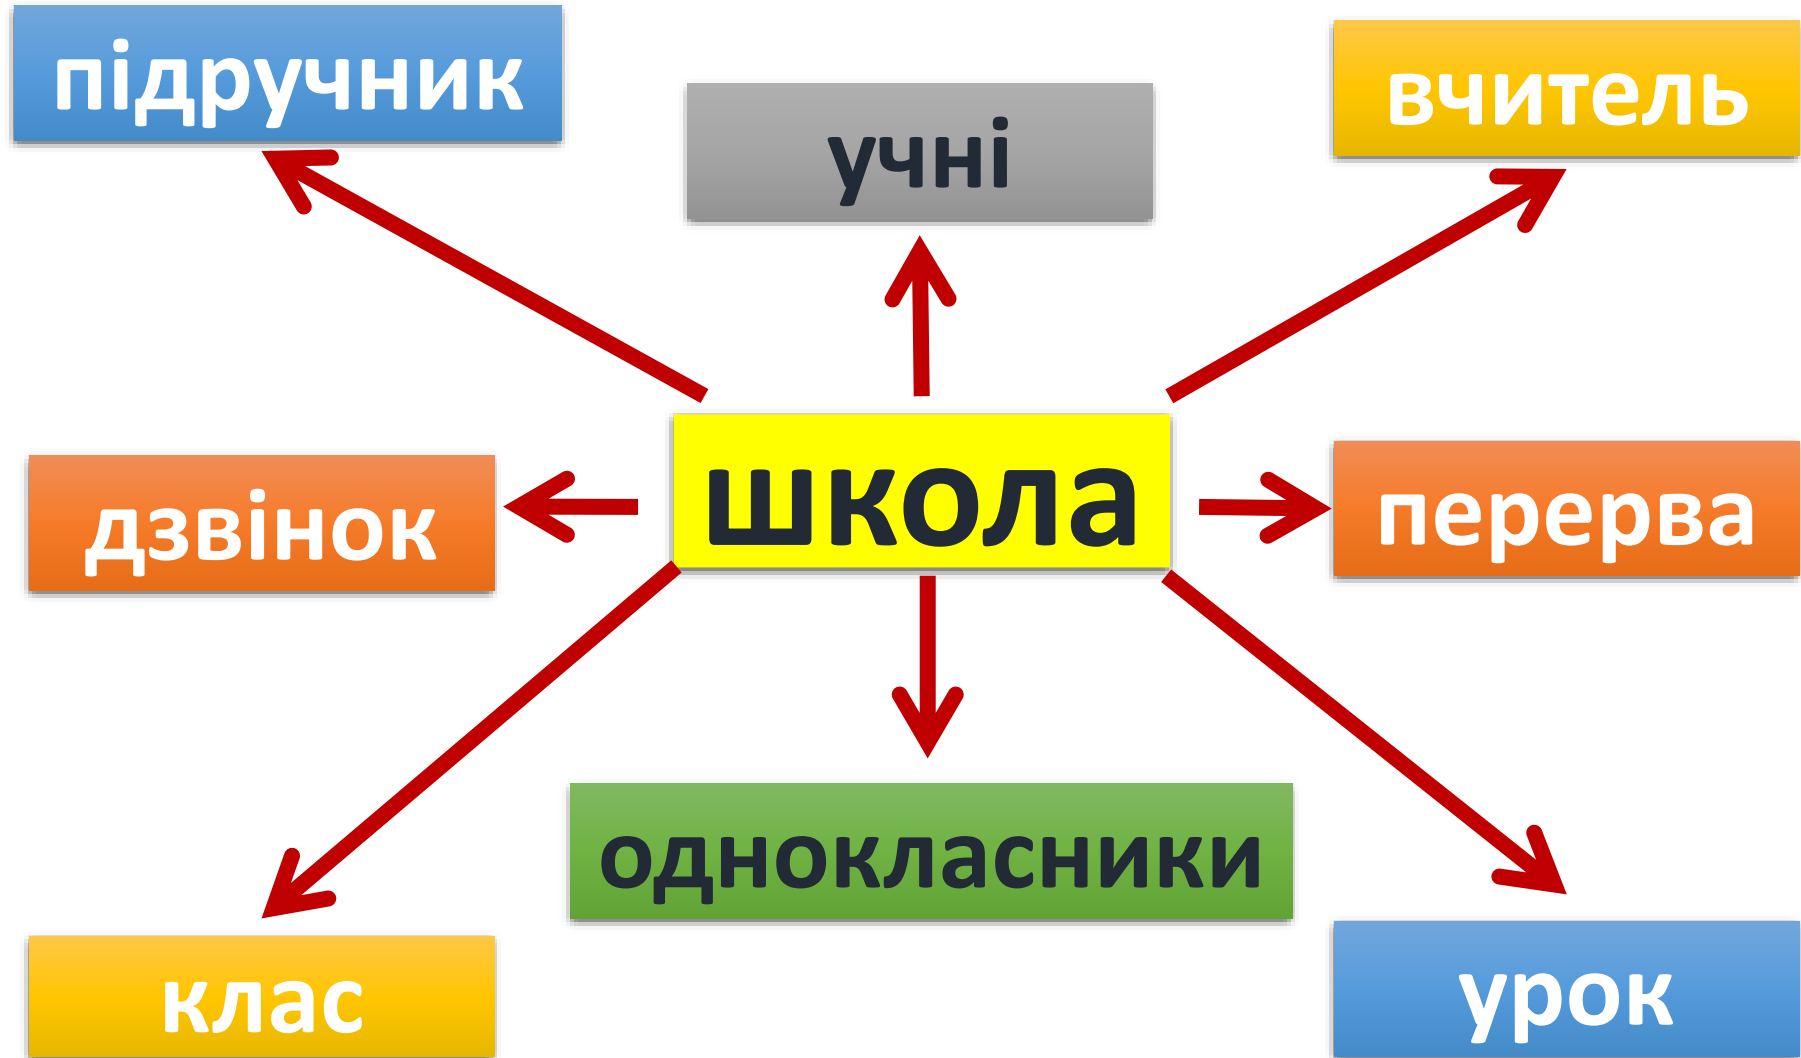 підручник
учні
вчитель
дзвінок
школа
перерва
однокласники
клас
урок